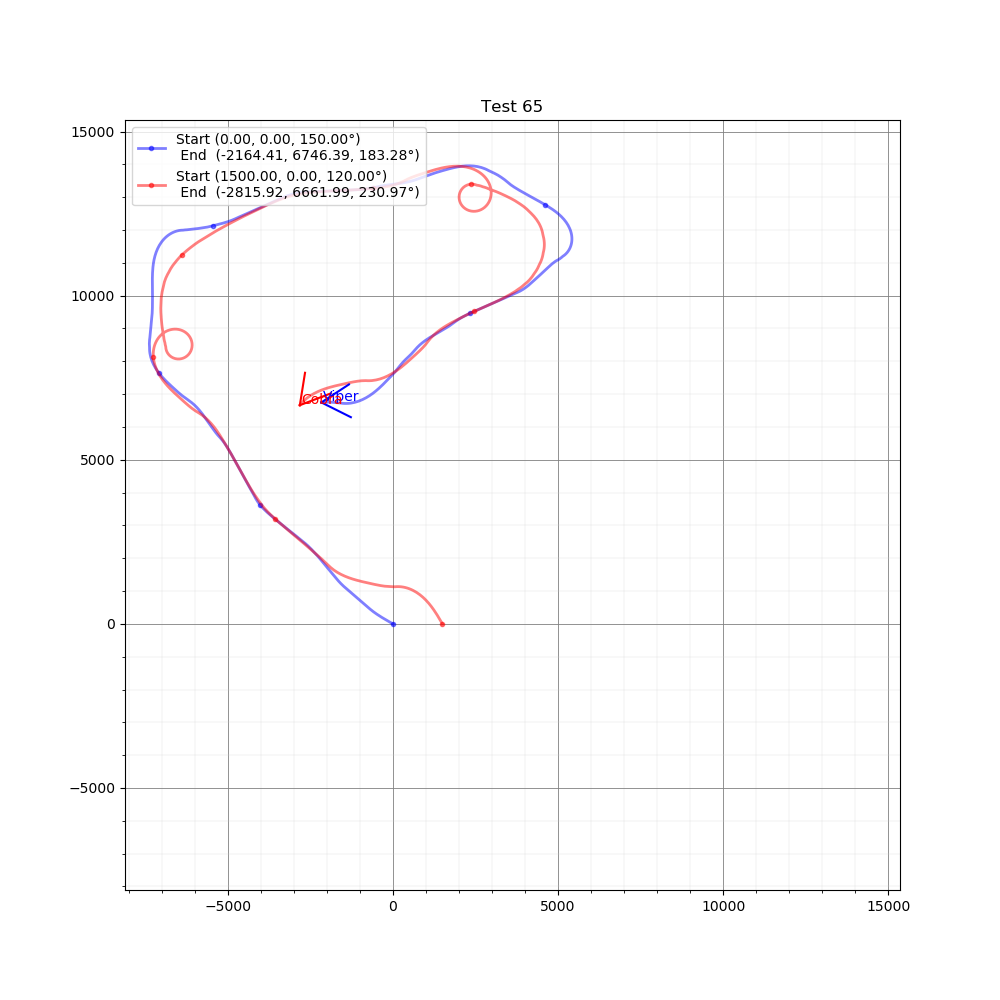 Test 65
Start (0.00, 0.00, 150.00°)
End (-2164.41, 6746.39, 183.28°)
Start (1500.00, 0.00, 120.00°)
End (-2815.92, 6661.99, 230.97°)
15000
10000
5000
0
−5000
Viper
−5000 0 5000 10000 15000